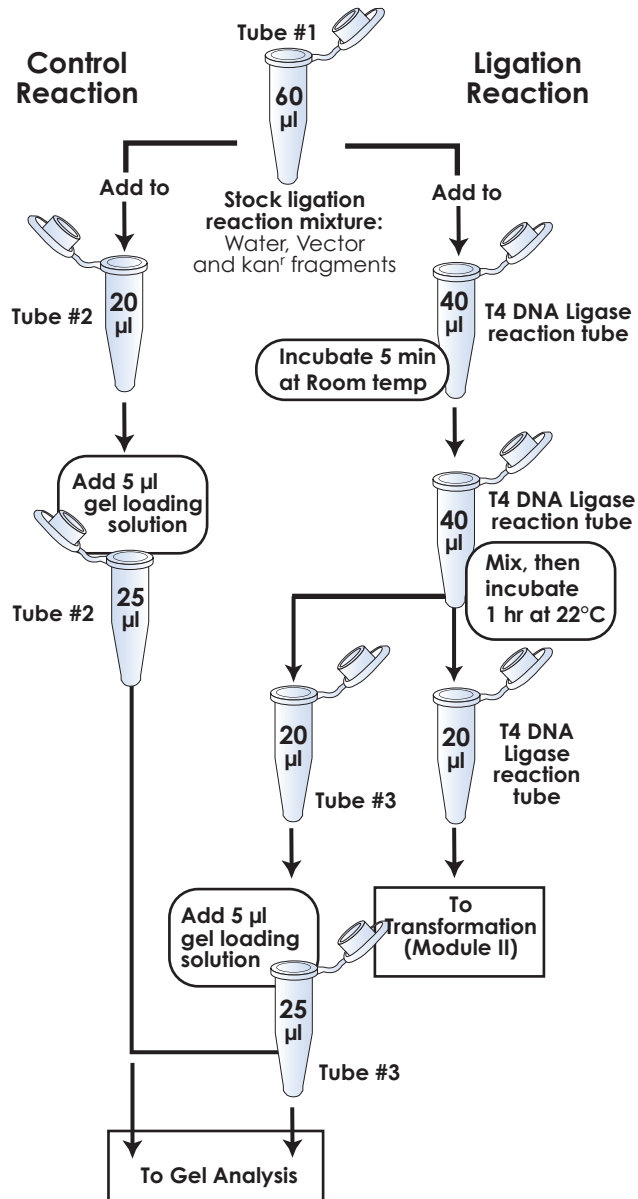 Tube #1
Control
Reaction
Ligation
Reaction
60
µl
Add to
Stock ligation
reaction mixture:
Water, Vector
and kanʳ fragments
Add to
20
µl
Tube #2
40
µl
T4 DNA Ligase
reaction tube
Incubate 5 min
at Room temp
Add 5 µl
gel loading
solution
40
µl
T4 DNA Ligase
reaction tube
Mix, then
incubate
1 hr at 22°C
25
µl
Tube #2
20
µl
Tube #3
20
µl
T4 DNA
Ligase
reaction
tube
Add 5 µl
gel loading
solution
To
Transformation
(Module II)
25
µl
Tube #3
To Gel Analysis